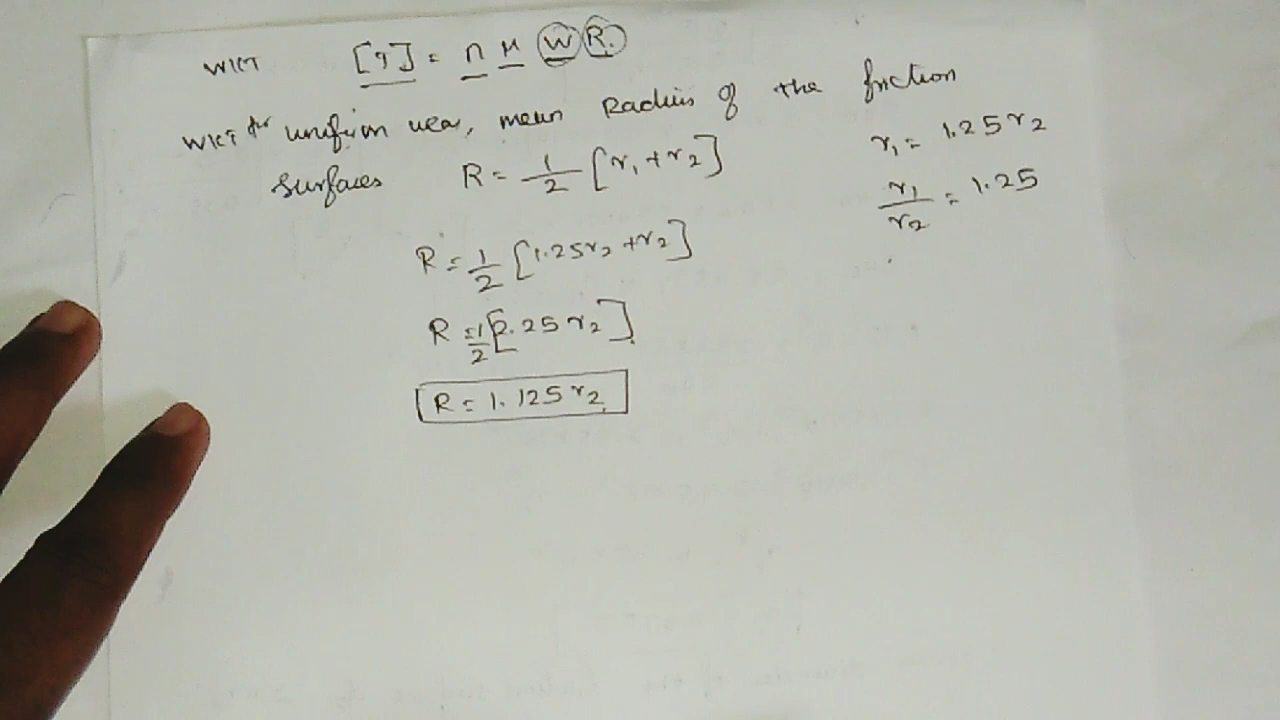 WKT [T] = n μ W R.
WKT for uniform wear, mean Radius of the friction
surfaces R = 1/2 [r1 + r2]
r1 = 1.25 r2
r1/r2 = 1.25
R = 1/2 [1.25 r2 + r2]
R = 1/2 [2.25 r2]
R = 1.125 r2